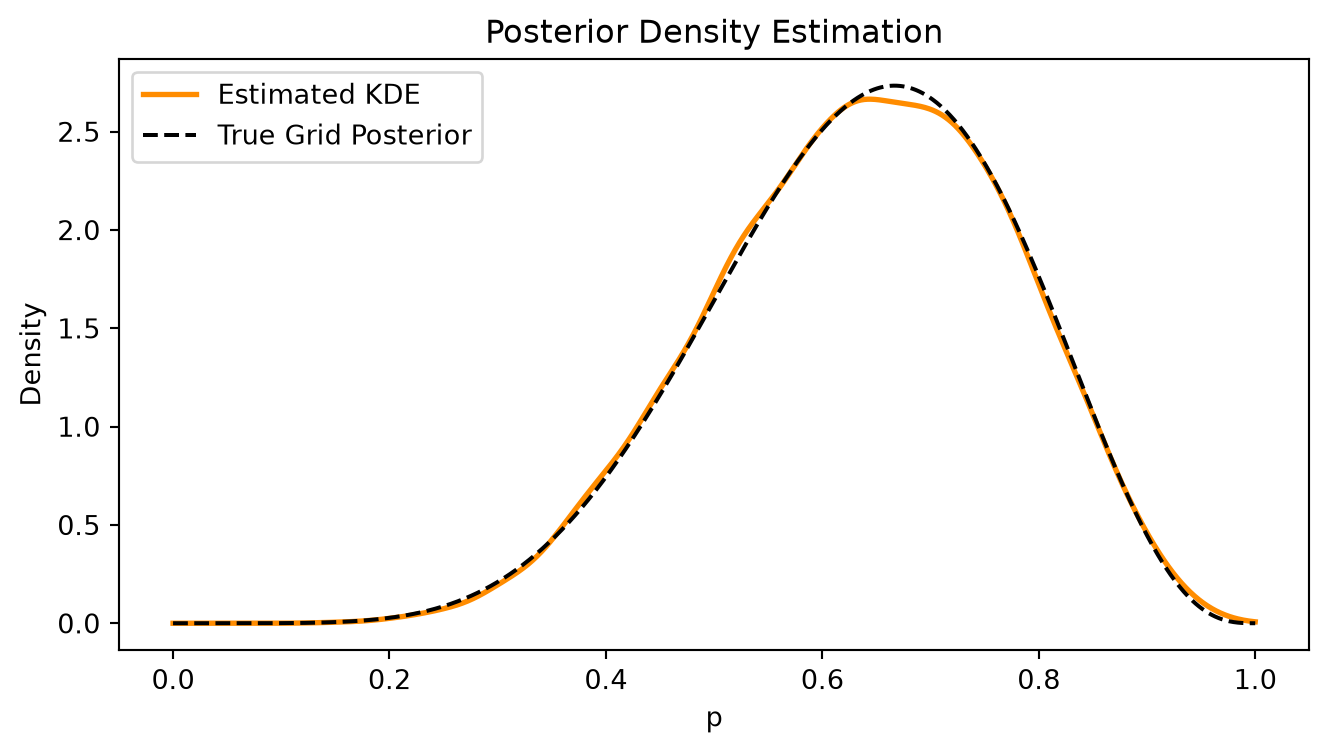 Posterior Density Estimation
Estimated KDE
True Grid Posterior
Density
2.5
2.0
1.5
1.0
0.5
0.0
0.0 0.2 0.4 0.6 0.8 1.0
p